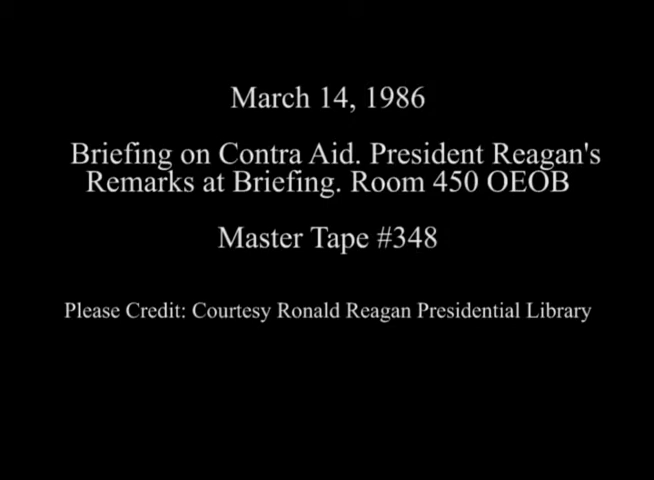 March 14, 1986
Briefing on Contra Aid. President Reagan's
Remarks at Briefing. Room 450 OEOB
Master Tape #348
Please Credit: Courtesy Ronald Reagan Presidential Library